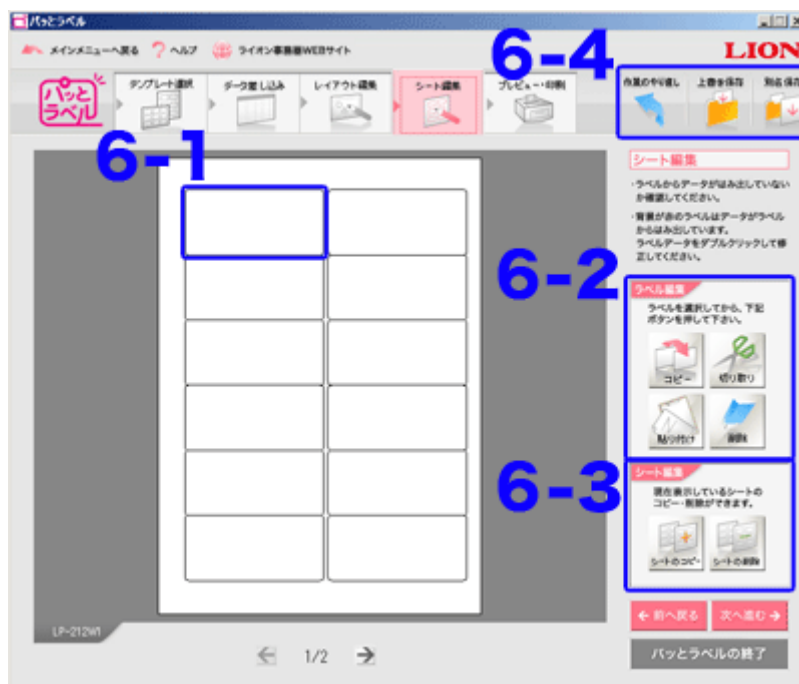 パッとラベル
メインメニューへ戻る ? ヘルプ ライオン事務器WEBサイト
LION
パッと
ラベル
テンプレート選択 データ差し込み レイアウト編集 シート編集 プレビュー・印刷
作業のやり直し 上書き保存 別名保存
6-4
6-1
シート編集
・ラベルからデータがはみ出していない
か確認してください。
・背景が赤のラベルはデータがラベル
からはみ出しています。
ラベルデータをダブルクリックして修
正してください。
6-2
ラベル編集
ラベルを選択してから、下記
ボタンを押して下さい。
コピー 切り取り
貼り付け 削除
6-3
シート編集
現在表示しているシートの
コピー・削除ができます。
シートのコピー シートの削除
← 前へ戻る 次へ進む →
LP-212W1
← 1/2 →
パッとラベルの終了